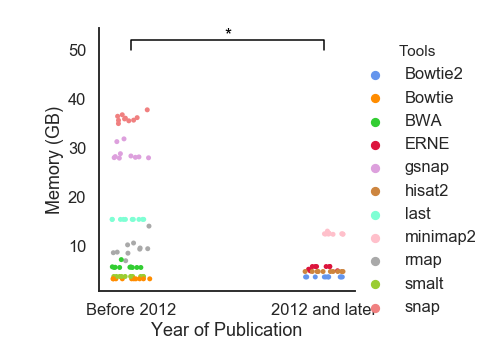 *
50
40
30
20
10
Memory (GB)
Before 2012
2012 and later
Year of Publication
Tools
Bowtie2
Bowtie
BWA
ERNE
gsnap
hisat2
last
minimap2
rmap
smalt
snap